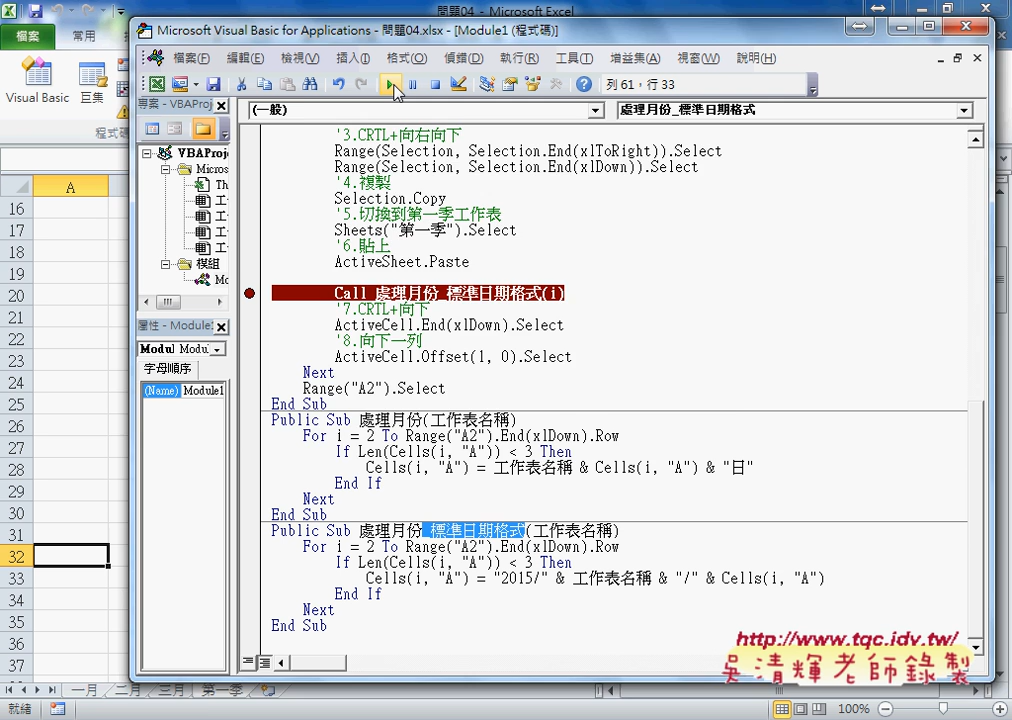 問題04 - Microsoft Excel
檔案
常用
Visual Basic
巨集
程式碼
Microsoft Visual Basic for Applications - 問題04.xlsx - [Module1 (程式碼)]
檔案(F) 編輯(E) 檢視(V) 插入(I) 格式(O) 偵錯(D) 執行(R) 工具(T) 增益集(A) 視窗(W) 說明(H)
列 61，行 33
專案 - VBAProj
(一般)
處理月份_標準日期格式
VBAProj
Micros
Th
工
工
工
工
模組
Mo
屬性 - Module1
Modul Modu
字母順序
(Name) Module1
'3.CRTL+向右向下
Range(Selection, Selection.End(xlToRight)).Select
Range(Selection, Selection.End(xlDown)).Select
'4.複製
Selection.Copy
'5.切換到第一季工作表
Sheets("第一季").Select
'6.貼上
ActiveSheet.Paste
Call 處理月份_標準日期格式(i)
'7.CRTL+向下
ActiveCell.End(xlDown).Select
'8.向下一列
ActiveCell.Offset(1, 0).Select
Next
Range("A2").Select
End Sub
Public Sub 處理月份(工作表名稱)
For i = 2 To Range("A2").End(xlDown).Row
If Len(Cells(i, "A")) < 3 Then
Cells(i, "A") = 工作表名稱 & Cells(i, "A") & "日"
End If
Next
End Sub
Public Sub 處理月份_標準日期格式(工作表名稱)
For i = 2 To Range("A2").End(xlDown).Row
If Len(Cells(i, "A")) < 3 Then
Cells(i, "A") = "2015/" & 工作表名稱 & "/" & Cells(i, "A")
End If
Next
End Sub
A
16
17
18
19
20
21
22
23
24
25
26
27
28
29
30
31
32
33
34
35
36
37
http://www.tqc.idv.tw/
吳清輝老師錄製
一月 二月 三月 第一季
就緒
100%